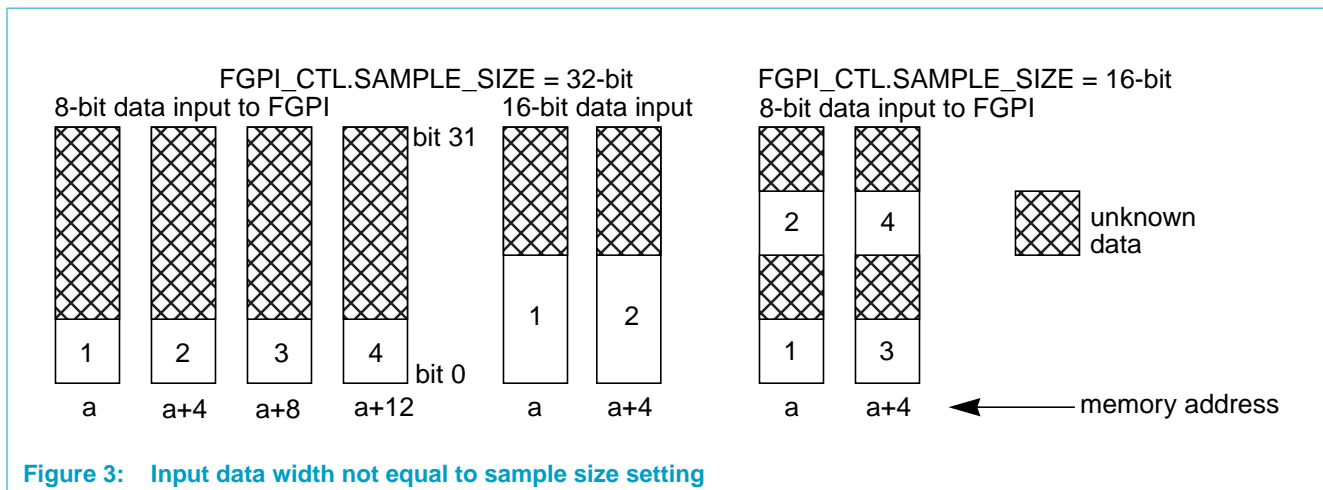 FGPI_CTL.SAMPLE_SIZE = 32-bit
8-bit data input to FGPI
16-bit data input
bit 31
1
2
3
4
bit 0
1
2
a
a+4
a+8
a+12
a
a+4
FGPI_CTL.SAMPLE_SIZE = 16-bit
8-bit data input to FGPI
2
4
1
3
a
a+4
unknown
data
memory address
Figure 3: Input data width not equal to sample size setting